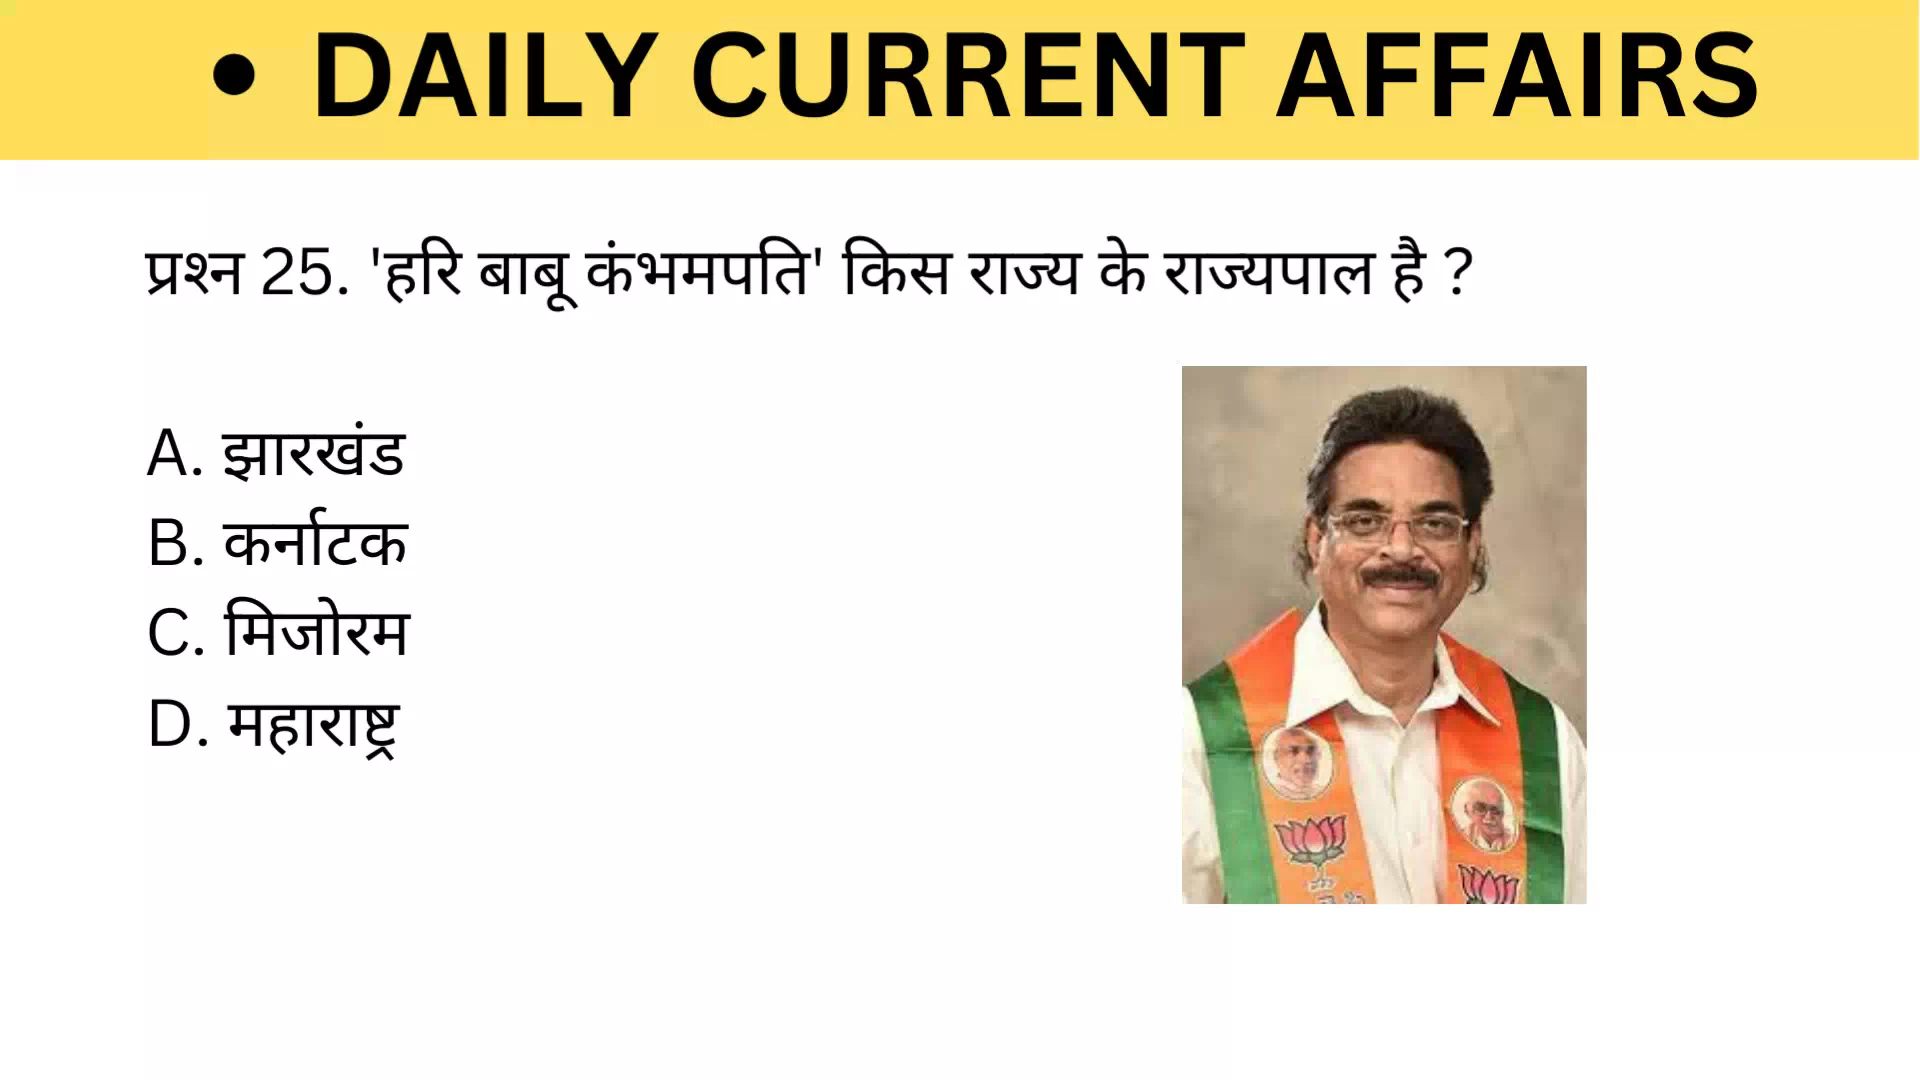 • DAILY CURRENT AFFAIRS
प्रश्न 25. 'हरि बाबू कंभमपति' किस राज्य के राज्यपाल है ?
A. झारखंड
B. कर्नाटक
C. मिजोरम
D. महाराष्ट्र